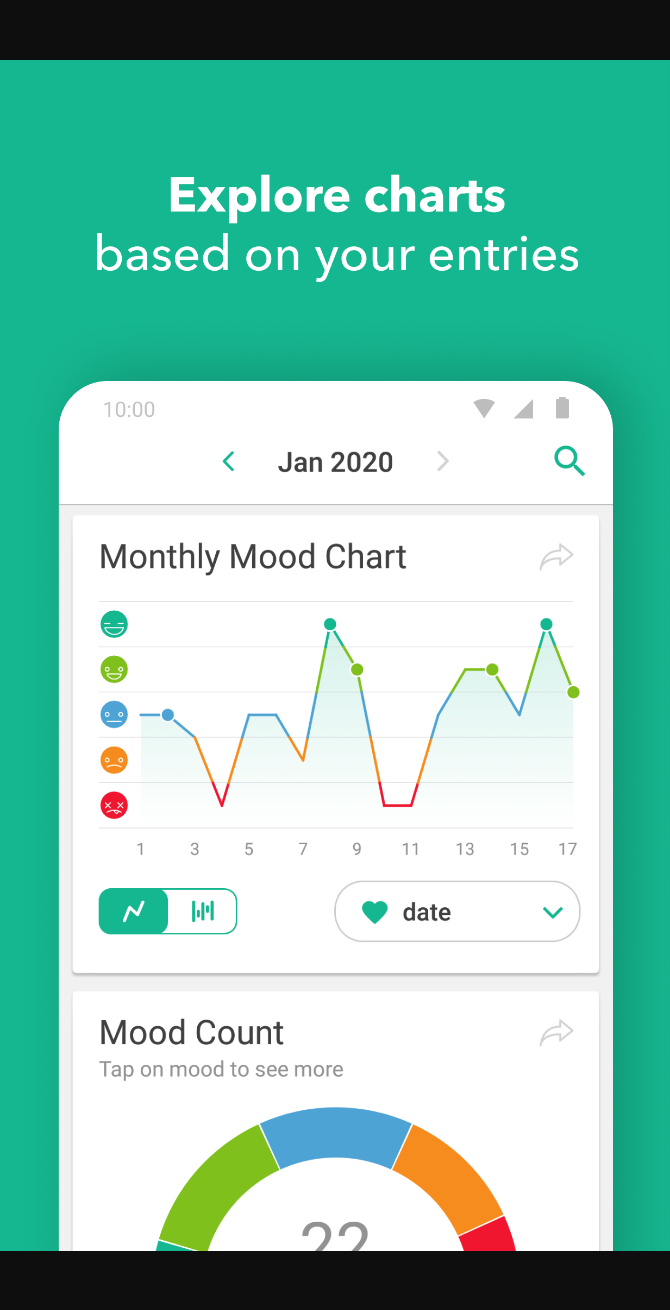 Explore charts
based on your entries
10:00
Jan 2020
Monthly Mood Chart
1 3 5 7 9 11 13 15 17
date
Mood Count
Tap on mood to see more
22